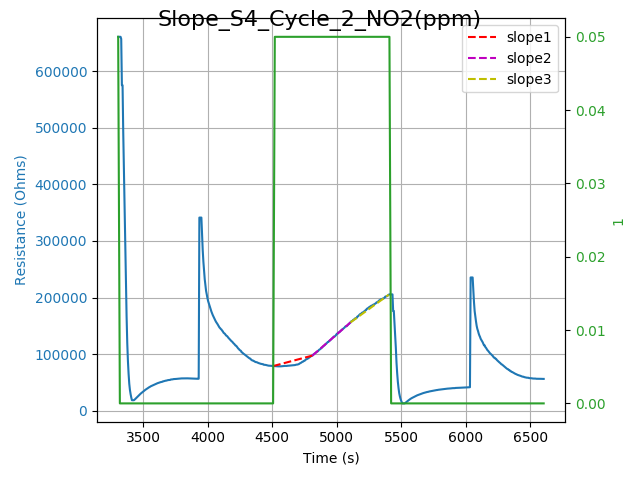 Slope_S4_Cycle_2_NO2(ppm)
slope1
slope2
slope3
Resistance (Ohms)
600000
500000
400000
300000
200000
100000
0
0.05
0.04
0.03
0.02
0.01
0.00
1
3500 4000 4500 5000 5500 6000 6500
Time (s)